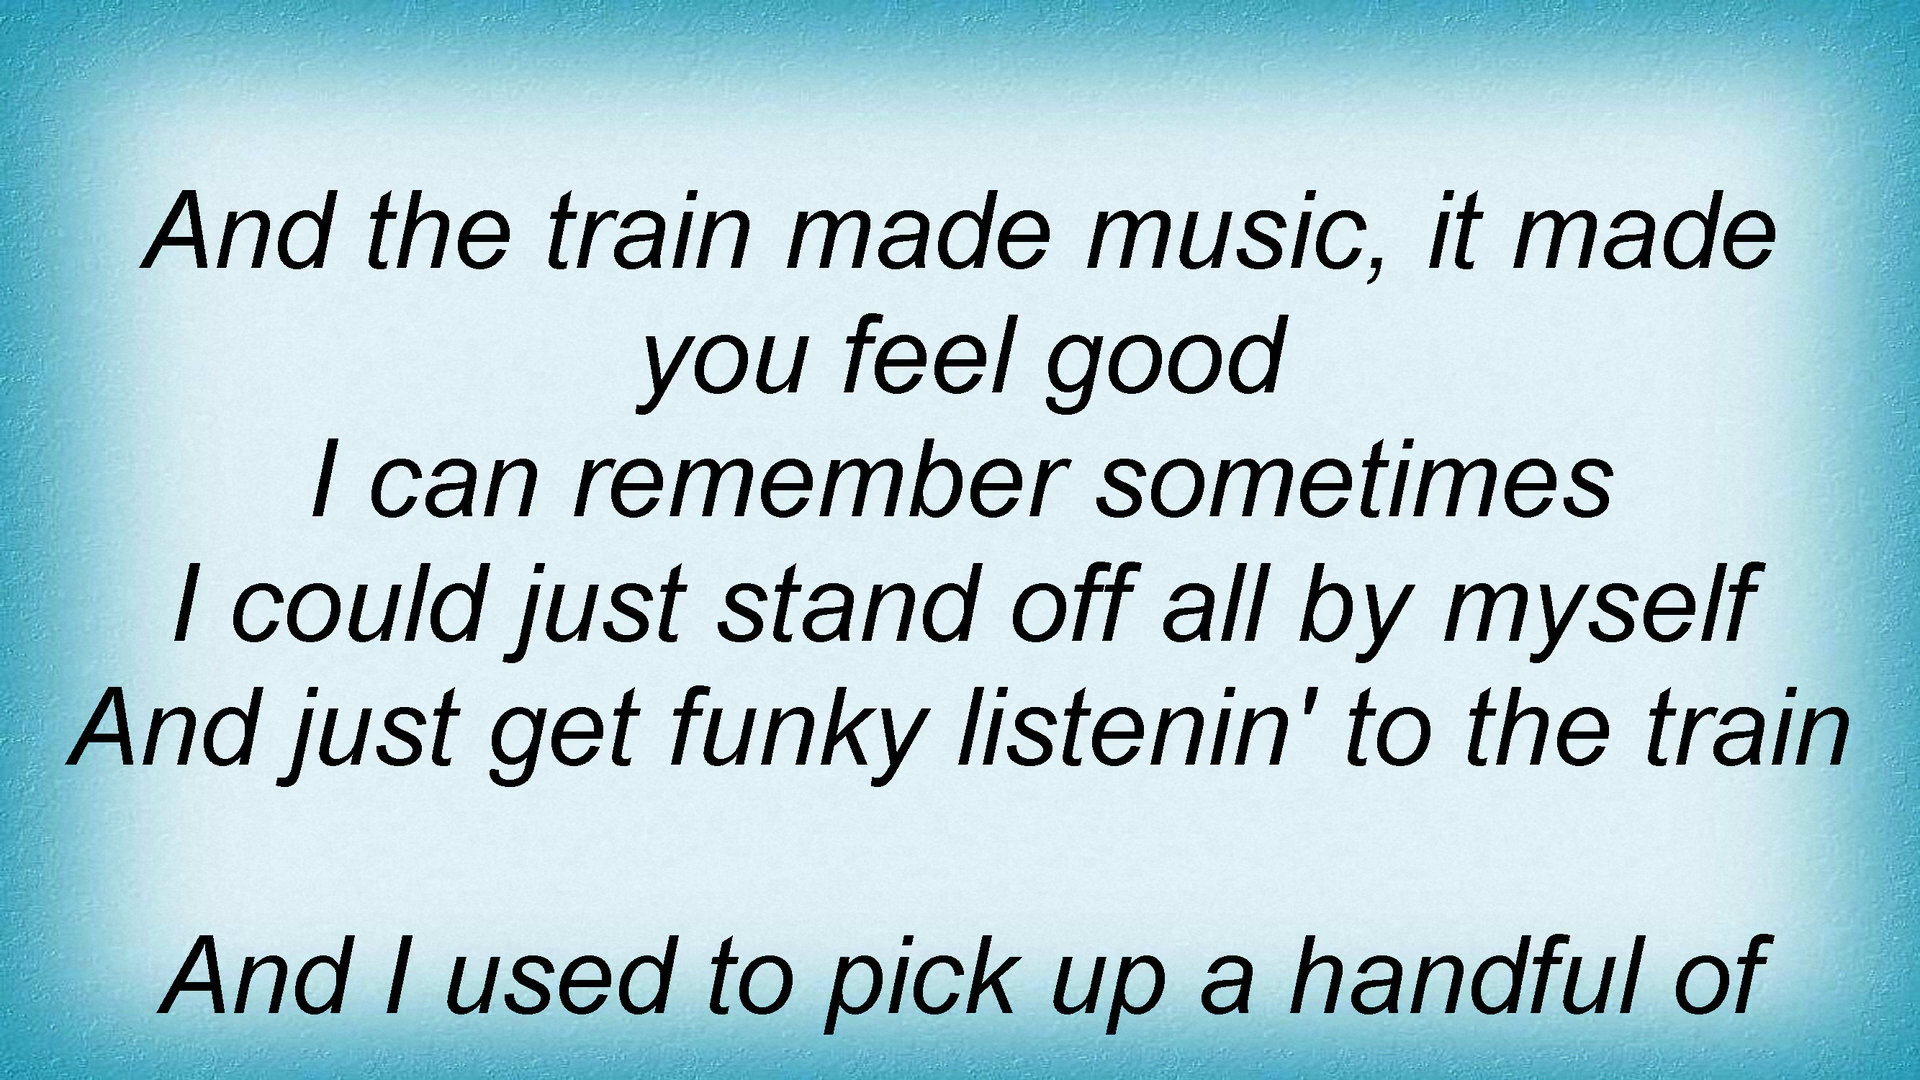 And the train made music, it made
you feel good
I can remember sometimes
I could just stand off all by myself
And just get funky listenin' to the train
And I used to pick up a handful of